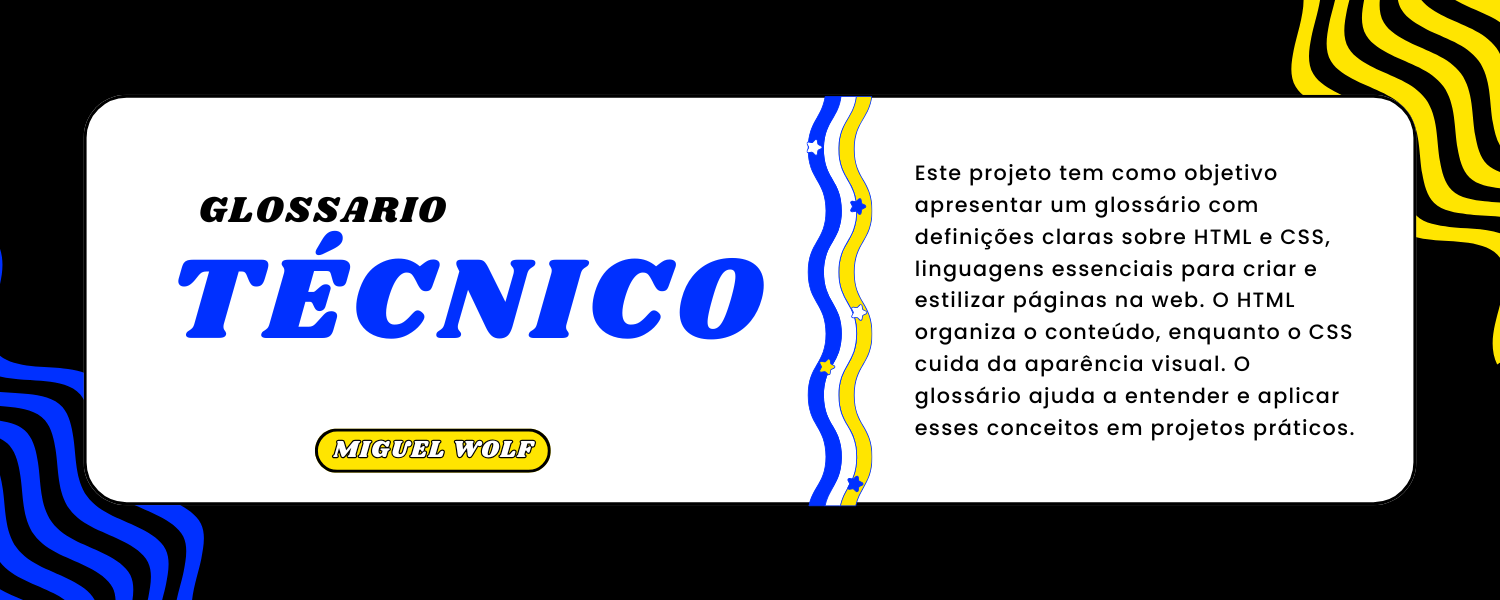 GLOSSARIO
TÉCNICO
MIGUEL WOLF
Este projeto tem como objetivo
apresentar um glossário com
definições claras sobre HTML e CSS,
linguagens essenciais para criar e
estilizar páginas na web. O HTML
organiza o conteúdo, enquanto o CSS
cuida da aparência visual. O
glossário ajuda a entender e aplicar
esses conceitos em projetos práticos.